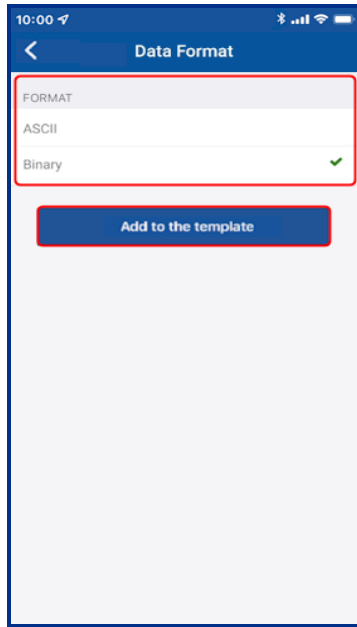 10:00
Data Format
FORMAT
ASCII
Binary
Add to the template